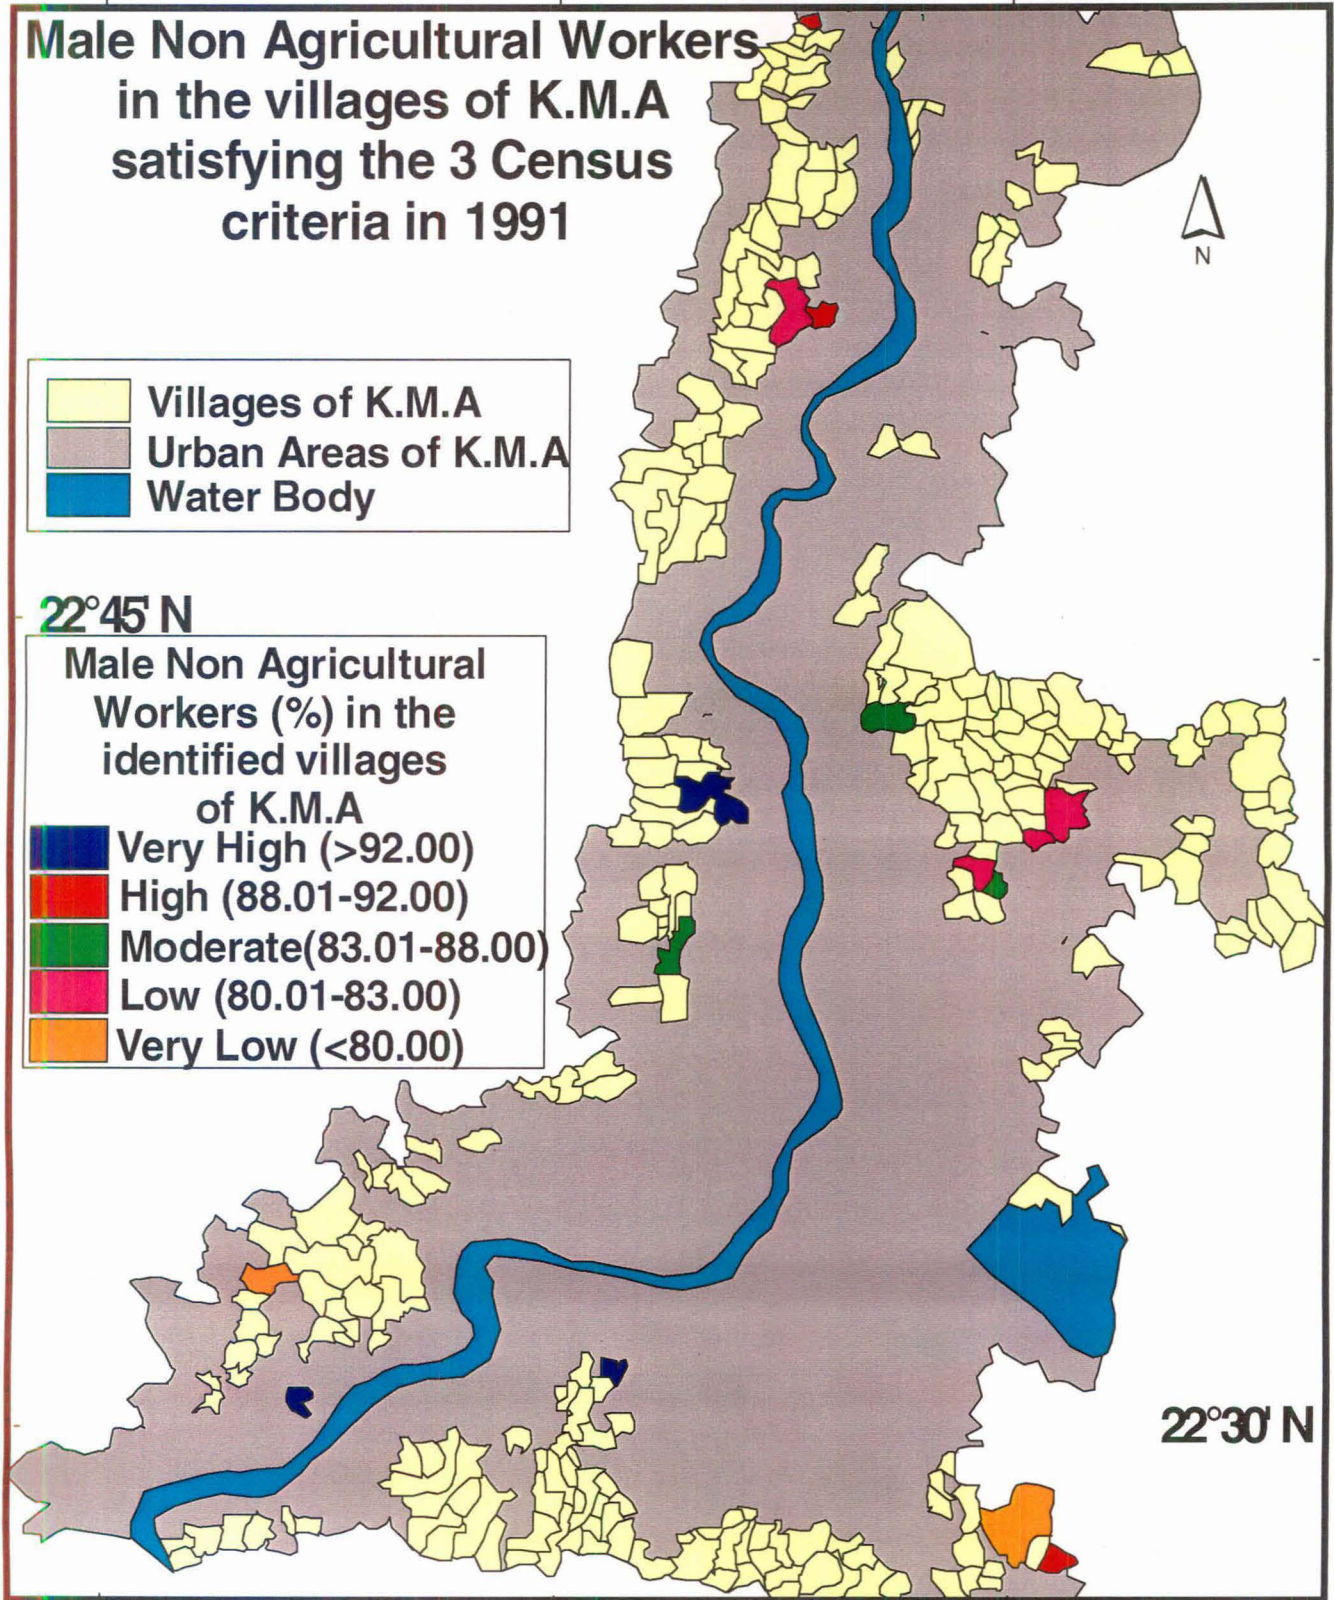 Male Non Agricultural Workers
in the villages of K.M.A
satisfying the 3 Census
criteria in 1991
N
Villages of K.M.A
Urban Areas of K.M.A
Water Body
22°45' N
Male Non Agricultural
Workers (%) in the
identified villages
of K.M.A
Very High (>92.00)
High (88.01-92.00)
Moderate(83.01-88.00)
Low (80.01-83.00)
Very Low (<80.00)
22°30' N